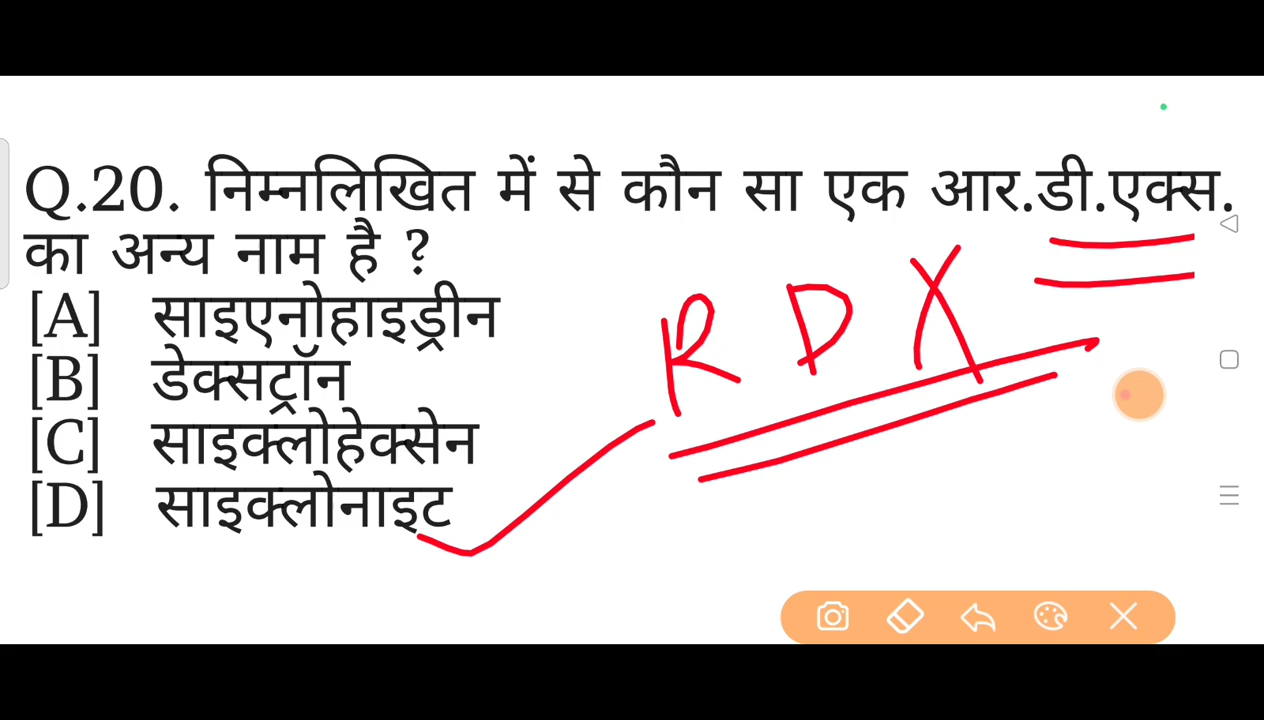 Q.20. निम्नलिखित में से कौन सा एक आर.डी.एक्स.
का अन्य नाम है ?
[A] साइएनोहाइड्रीन
[B] डेक्सट्रॉन
[C] साइक्लोहेक्सेन
[D] साइक्लोनाइट
RDX